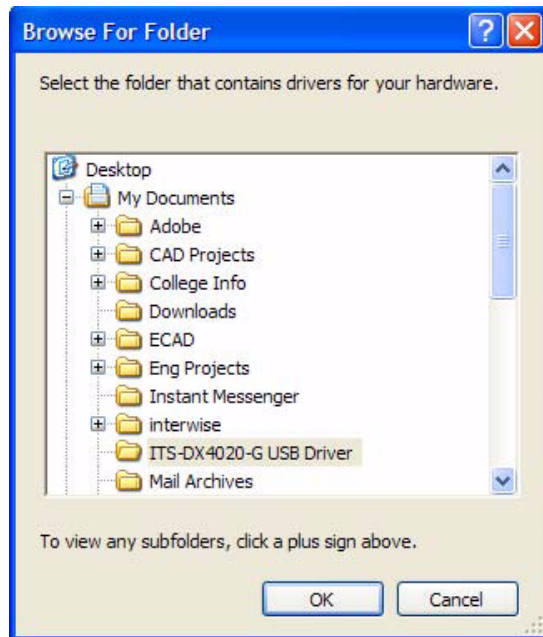 Browse For Folder
Select the folder that contains drivers for your hardware.
Desktop
My Documents
Adobe
CAD Projects
College Info
Downloads
ECAD
Eng Projects
Instant Messenger
interwise
ITS-DX4020-G USB Driver
Mail Archives
To view any subfolders, click a plus sign above.
OK Cancel